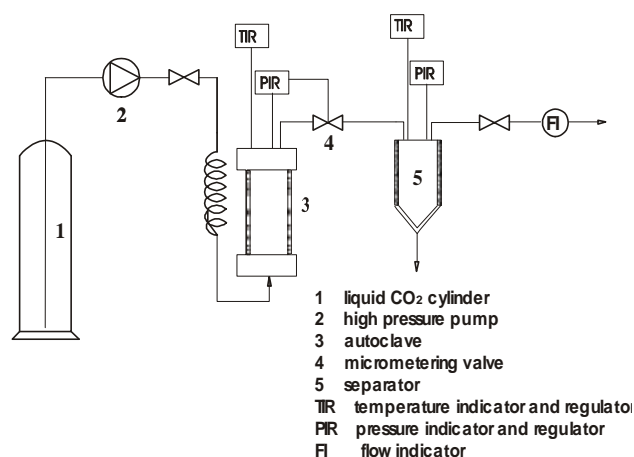 TIR
TIR
PIR
PIR
2
FI
4
3
5
1
1 liquid CO₂ cylinder
2 high pressure pump
3 autoclave
4 micrometering valve
5 separator
TIR temperature indicator and regulator
PIR pressure indicator and regulator
FI flow indicator